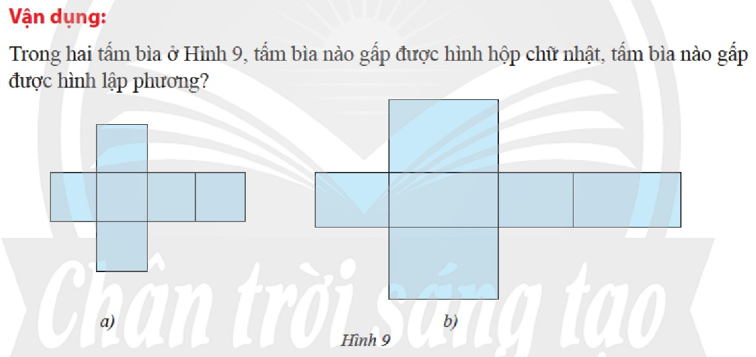 Vận dụng:
Trong hai tấm bìa ở Hình 9, tấm bìa nào gấp được hình hộp chữ nhật, tấm bìa nào gấp
được hình lập phương?
Chân trời sáng tạo
a)
b)
Hình 9